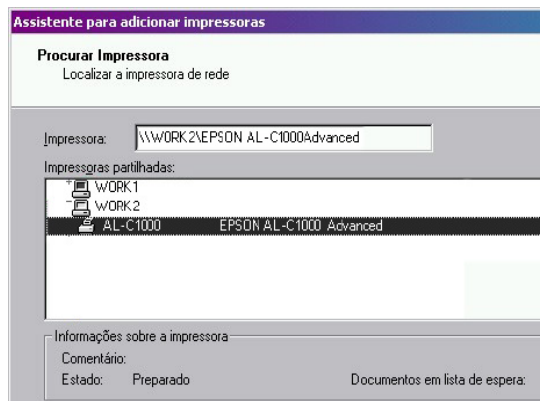 Assistente para adicionar impressoras
Procurar Impressora
Localizar a impressora de rede
Impressora: \\WORK2\EPSON AL-C1000Advanced
Impressoras partilhadas:
WORK1
WORK2
AL-C1000 EPSON AL-C1000 Advanced
Informações sobre a impressora
Comentário:
Estado: Preparado Documentos em lista de espera: